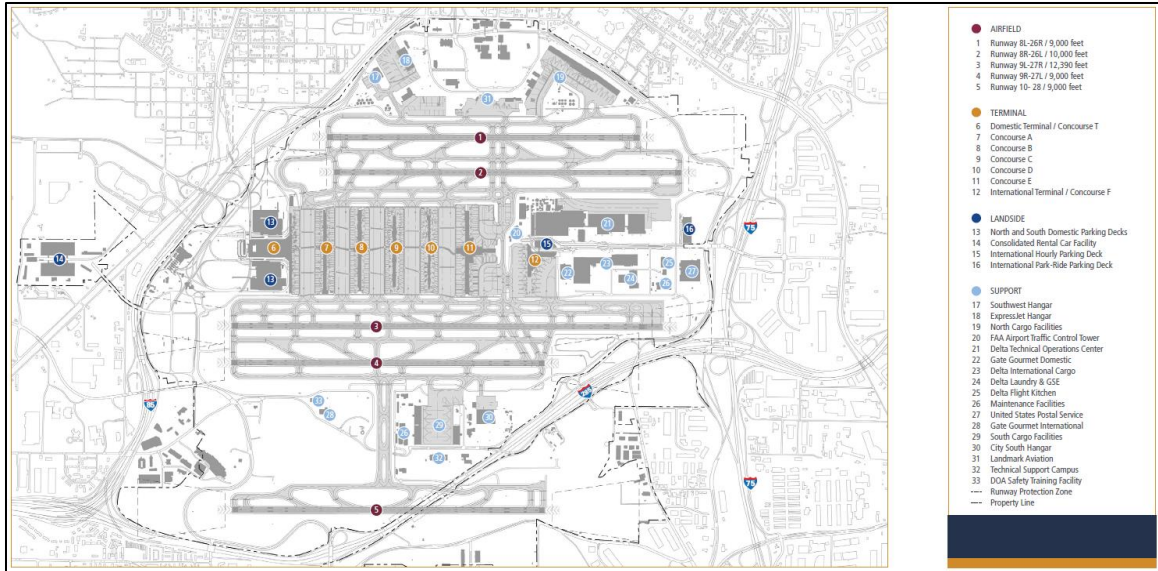 17
18
19
31
1
2
13
20
21
16
75
14
6
7
8
9
10
11
15
12
22
23
24
25
26
27
13
3
4
85
33
28
26
29
30
32
75
5
AIRFIELD
1 Runway 8L-26R / 9,000 feet
2 Runway 8R-26L / 10,000 feet
3 Runway 9L-27R / 12,390 feet
4 Runway 9R-27L / 9,000 feet
5 Runway 10- 28 / 9,000 feet
TERMINAL
6 Domestic Terminal / Concourse T
7 Concourse A
8 Concourse B
9 Concourse C
10 Concourse D
11 Concourse E
12 International Terminal / Concourse F
LANDSIDE
13 North and South Domestic Parking Decks
14 Consolidated Rental Car Facility
15 International Hourly Parking Deck
16 International Park-Ride Parking Deck
SUPPORT
17 Southwest Hangar
18 ExpressJet Hangar
19 North Cargo Facilities
20 FAA Airport Traffic Control Tower
21 Delta Technical Operations Center
22 Gate Gourmet Domestic
23 Delta International Cargo
24 Delta Laundry & GSE
25 Delta Flight Kitchen
26 Maintenance Facilities
27 United States Postal Service
28 Gate Gourmet International
29 South Cargo Facilities
30 City South Hangar
31 Landmark Aviation
32 Technical Support Campus
33 DOA Safety Training Facility
Runway Protection Zone
Property Line